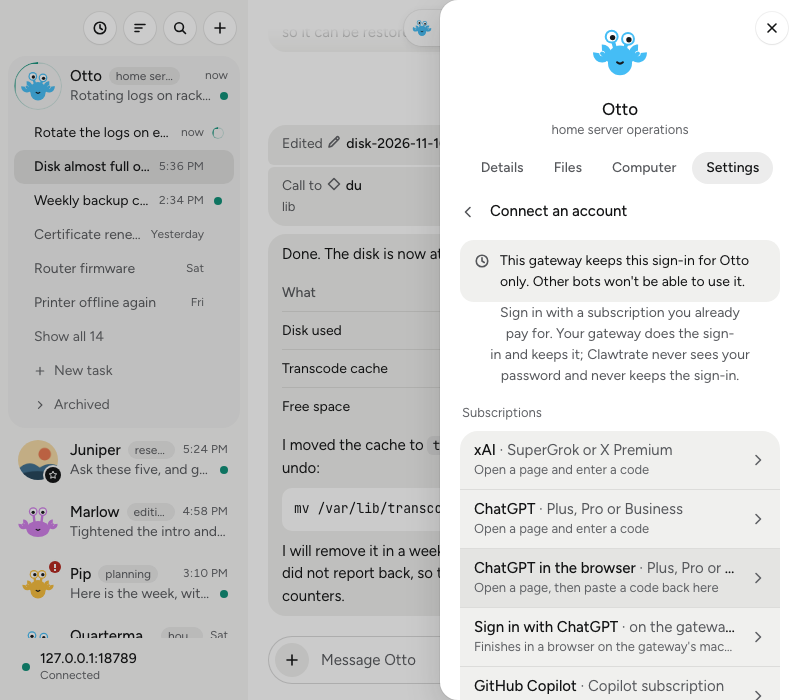 Otto
home ser...
now
Rotating logs on rack...
Rotate the logs on e...
now
Disk almost full o...
5:36 PM
Weekly backup c...
2:34 PM
Certificate rene...
Yesterday
Router firmware
Sat
Printer offline again
Fri
Show all 14
New task
Archived
Juniper
rese...
5:24 PM
Ask these five, and g...
Marlow
editi...
4:58 PM
Tightened the intro and...
Pip
planning
3:10 PM
Here is the week, wit...
Quarterma
hou...
Sat
127.0.0.1:18789
Connected
so it can be restor
Edited disk-2026-11-1
Call to du
lib
Done. The disk is now at
What
Disk used
Transcode cache
Free space
I moved the cache to t
undo:
mv /var/lib/transco
I will remove it in a week
did not report back, so t
counters.
Message Otto
Otto
home server operations
Details
Files
Computer
Settings
Connect an account
This gateway keeps this sign-in for Otto
only. Other bots won't be able to use it.
Sign in with a subscription you already
pay for. Your gateway does the sign-
in and keeps it; Clawtrate never sees your
password and never keeps the sign-in.
Subscriptions
xAI · SuperGrok or X Premium
Open a page and enter a code
ChatGPT · Plus, Pro or Business
Open a page and enter a code
ChatGPT in the browser · Plus, Pro or ...
Open a page, then paste a code back here
Sign in with ChatGPT · on the gatewa...
Finishes in a browser on the gateway's mac...
GitHub Copilot · Copilot subscription